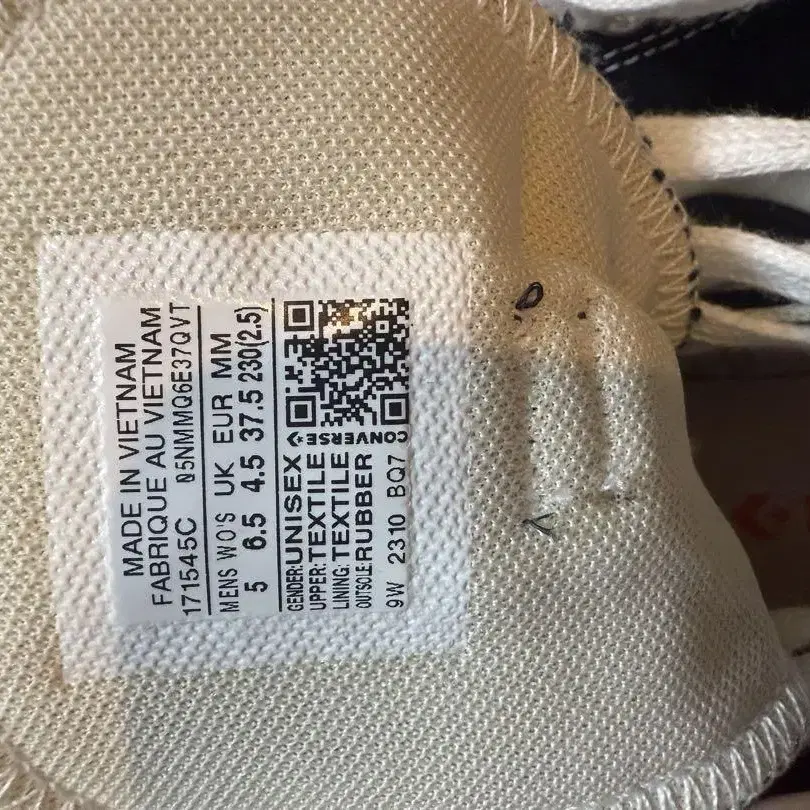 MADE IN VIETNAM
FABRIQUE AU VIETNAM
171545C 05NMMQ6E37QVT
MENS WO'S UK EUR MM
5 6.5 4.5 37.5 230(2.5)
GENDER:UNISEX
UPPER:TEXTILE
LINING:TEXTILE
OUTSOLE:RUBBER
9W 2310 BQ7
CONVERSE